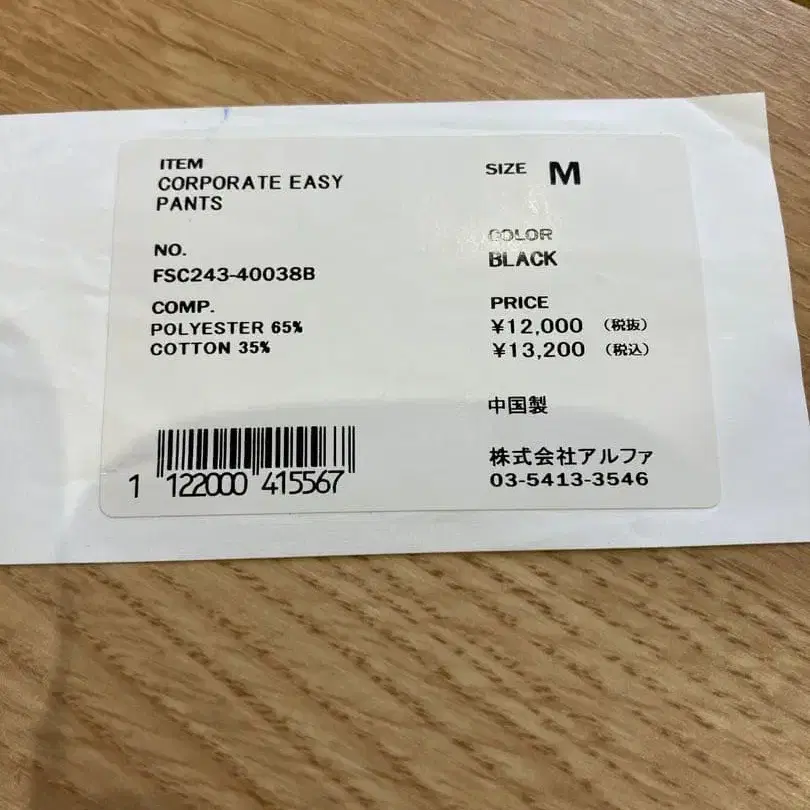 ITEM
CORPORATE EASY
PANTS
NO.
FSC243-40038B
COMP.
POLYESTER 65%
COTTON 35%
1 122000 415567
SIZE M
COLOR
BLACK
PRICE
¥12,000 (税抜)
¥13,200 (税込)
中国製
株式会社アルファ
03-5413-3546